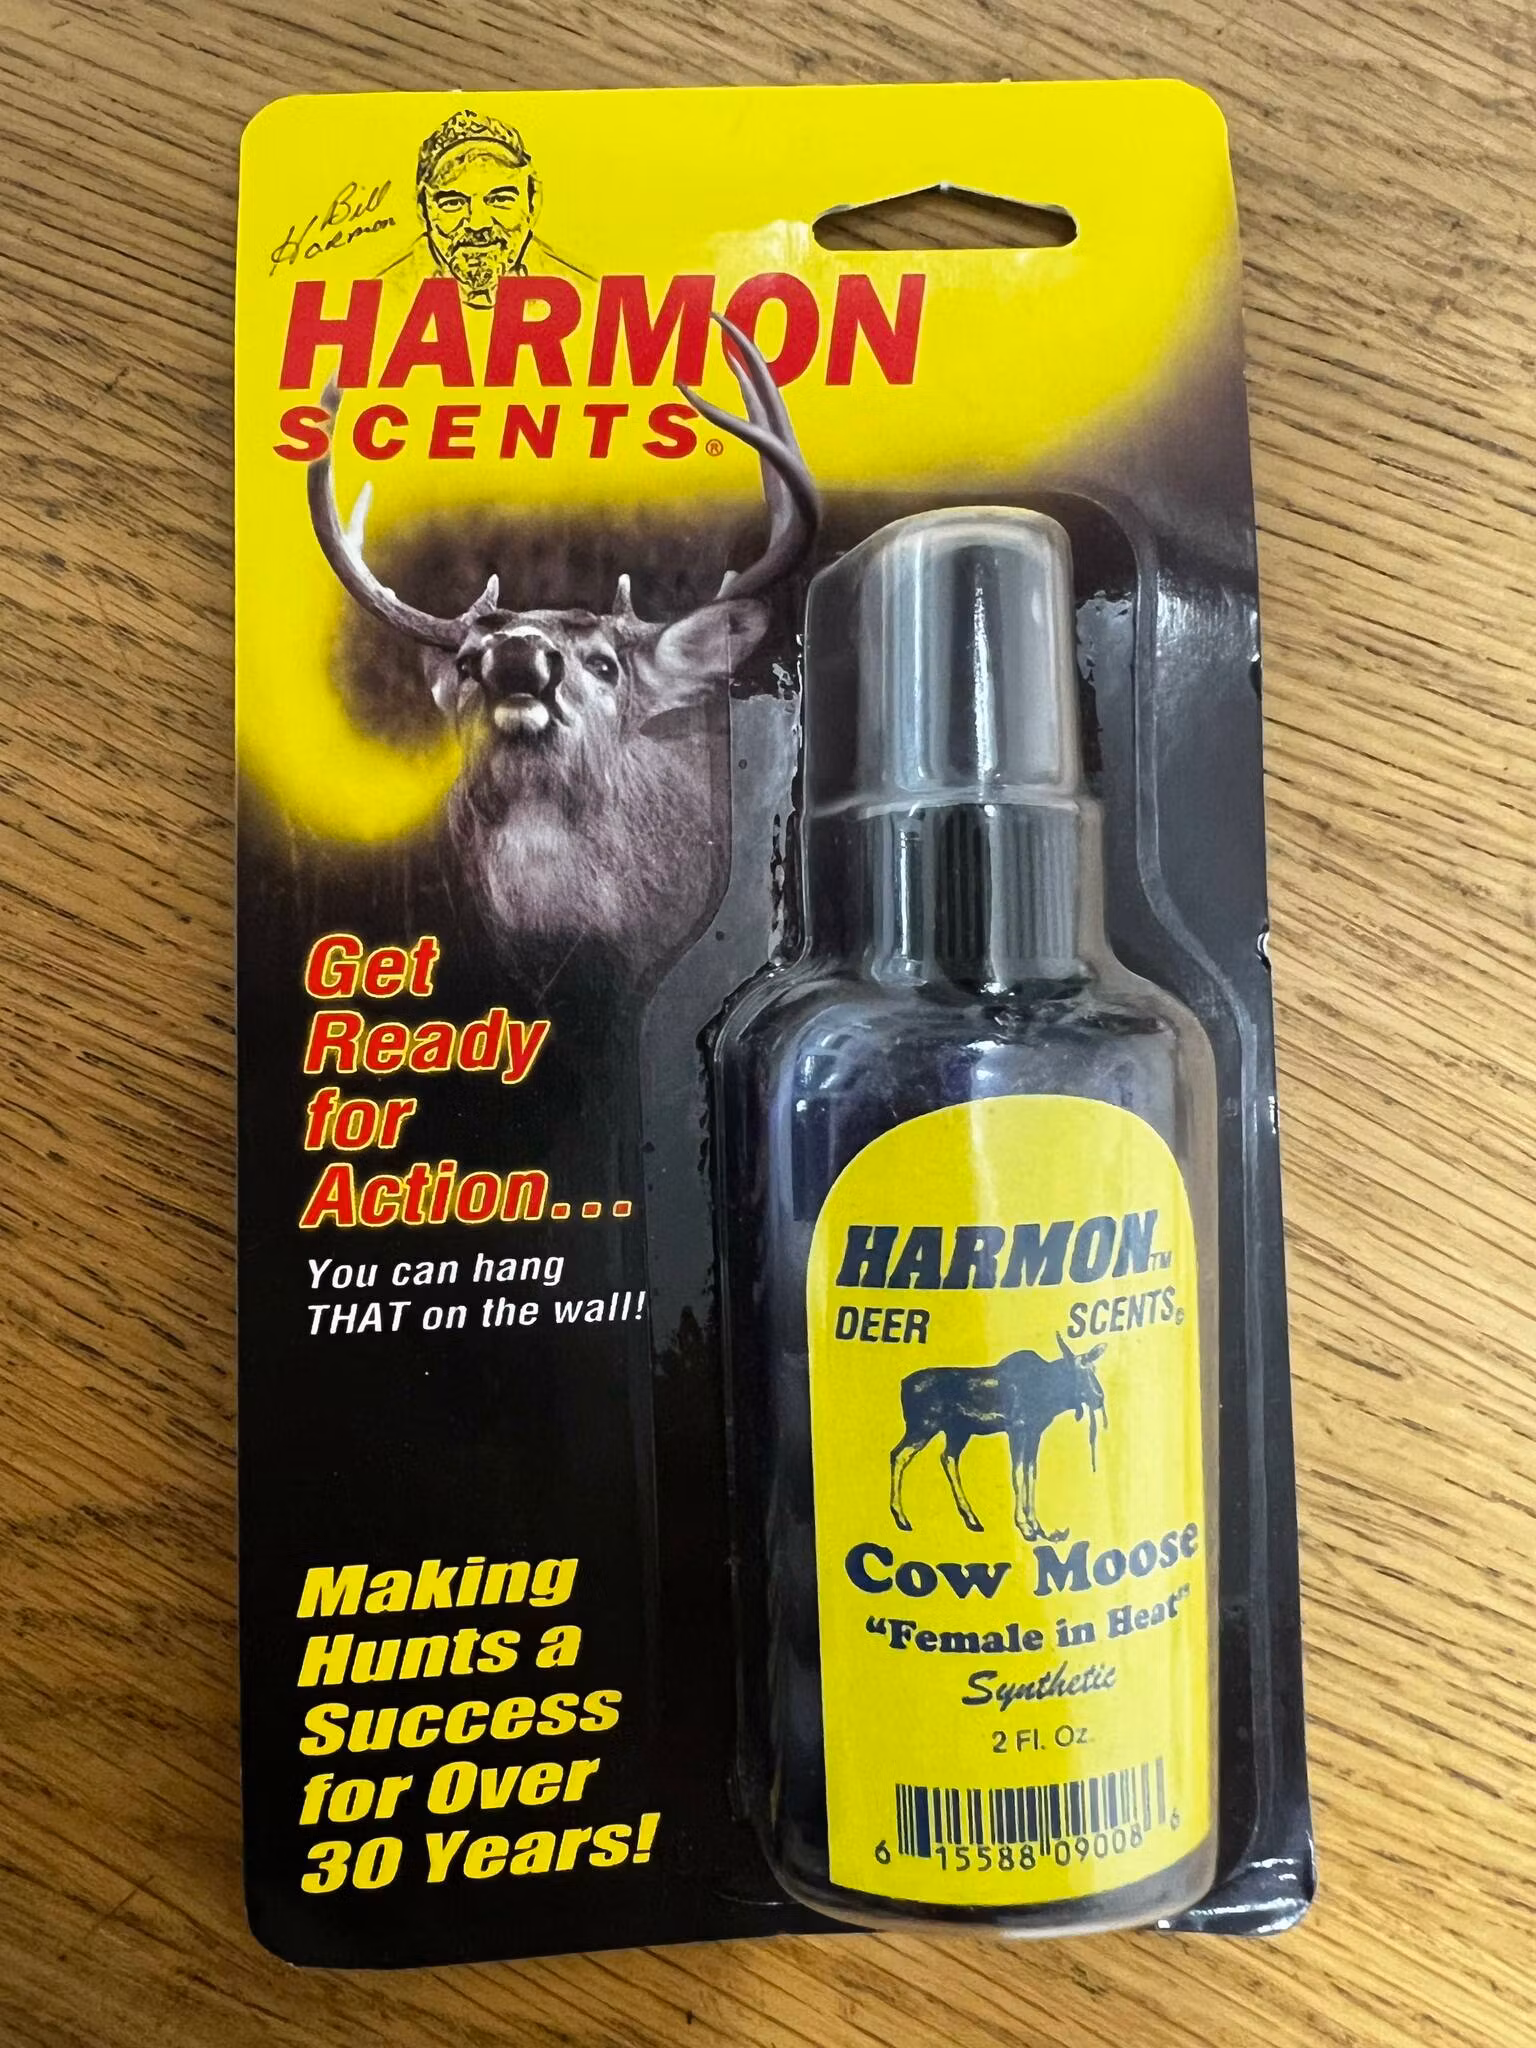 Bill
Harmon
HARMON
SCENTS®
Get
Ready
for
Action...
You can hang
THAT on the wall!
Making
Hunts a
Success
for Over
30 Years!
HARMON™
DEER SCENTS©
Cow Moose
"Female in Heat"
Synthetic
2 Fl. Oz.
6 15588 09008 6